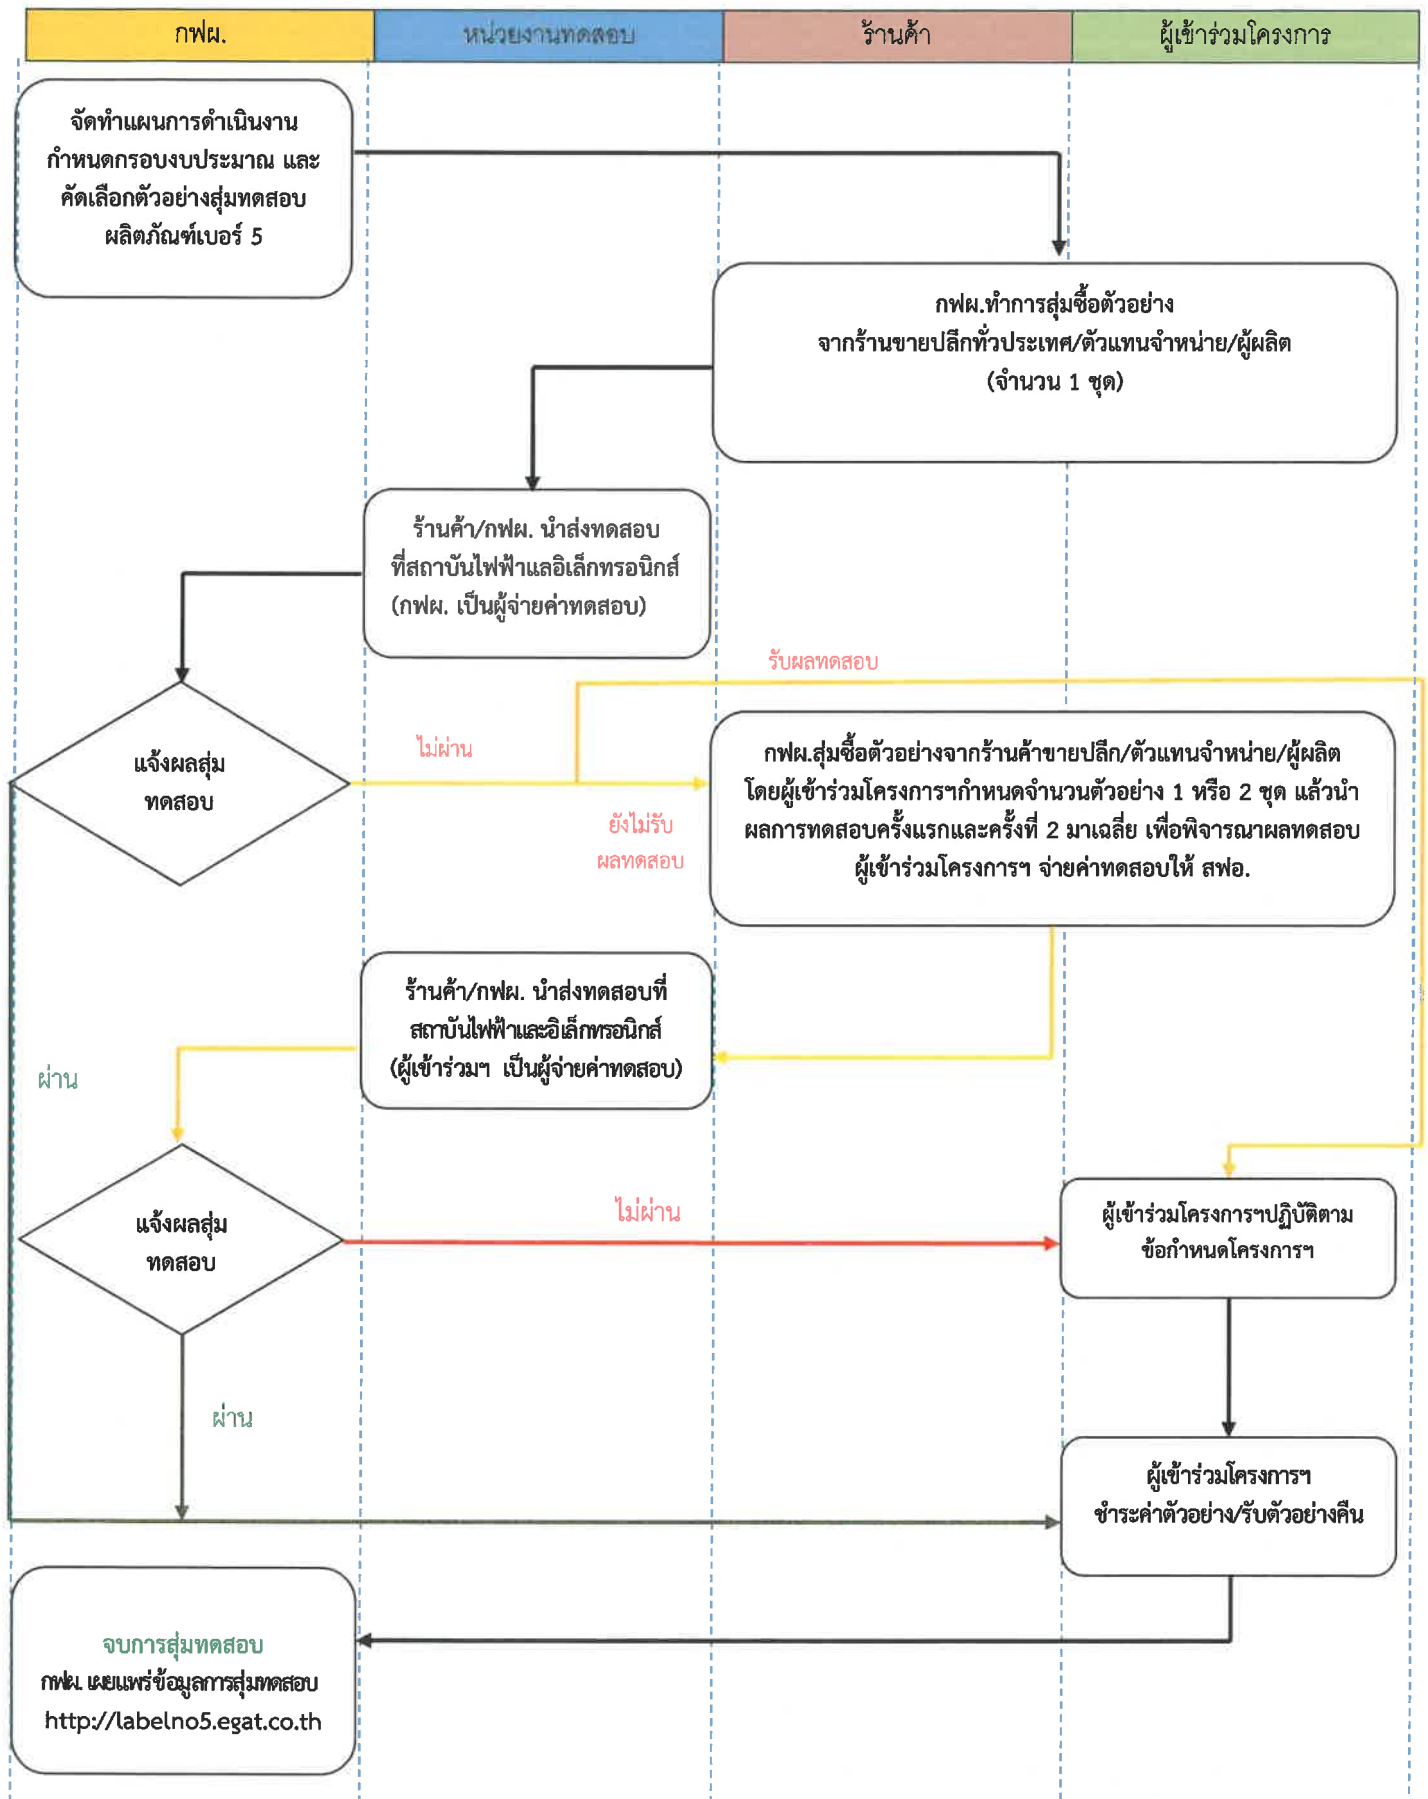 กฟผ.
หน่วยงานทดสอบ
ร้านค้า
ผู้เข้าร่วมโครงการ
จัดทำแผนการดำเนินงาน
กำหนดกรอบงบประมาณ และ
คัดเลือกตัวอย่างสุ่มทดสอบ
ผลิตภัณฑ์เบอร์ 5
กฟผ.ทำการสุ่มซื้อตัวอย่าง
จากร้านขายปลีกทั่วประเทศ/ตัวแทนจำหน่าย/ผู้ผลิต
(จำนวน 1 ชุด)
ร้านค้า/กฟผ. นำส่งทดสอบ
ที่สถาบันไฟฟ้าแลอิเล็กทรอนิกส์
(กฟผ. เป็นผู้จ่ายค่าทดสอบ)
รับผลทดสอบ
แจ้งผลสุ่ม
ทดสอบ
ไม่ผ่าน
ยังไม่รับ
ผลทดสอบ
กฟผ.สุ่มซื้อตัวอย่างจากร้านค้าขายปลีก/ตัวแทนจำหน่าย/ผู้ผลิต
โดยผู้เข้าร่วมโครงการฯกำหนดจำนวนตัวอย่าง 1 หรือ 2 ชุด แล้วนำ
ผลการทดสอบครั้งแรกและครั้งที่ 2 มาเฉลี่ย เพื่อพิจารณาผลทดสอบ
ผู้เข้าร่วมโครงการฯ จ่ายค่าทดสอบให้ สฟอ.
ร้านค้า/กฟผ. นำส่งทดสอบที่
สถาบันไฟฟ้าและอิเล็กทรอนิกส์
(ผู้เข้าร่วมฯ เป็นผู้จ่ายค่าทดสอบ)
ผ่าน
แจ้งผลสุ่ม
ทดสอบ
ไม่ผ่าน
ผู้เข้าร่วมโครงการฯปฏิบัติตาม
ข้อกำหนดโครงการฯ
ผ่าน
ผู้เข้าร่วมโครงการฯ
ชำระค่าตัวอย่าง/รับตัวอย่างคืน
จบการสุ่มทดสอบ
กฟผ. เผยแพร่ข้อมูลการสุ่มทดสอบ
http://labelno5.egat.co.th